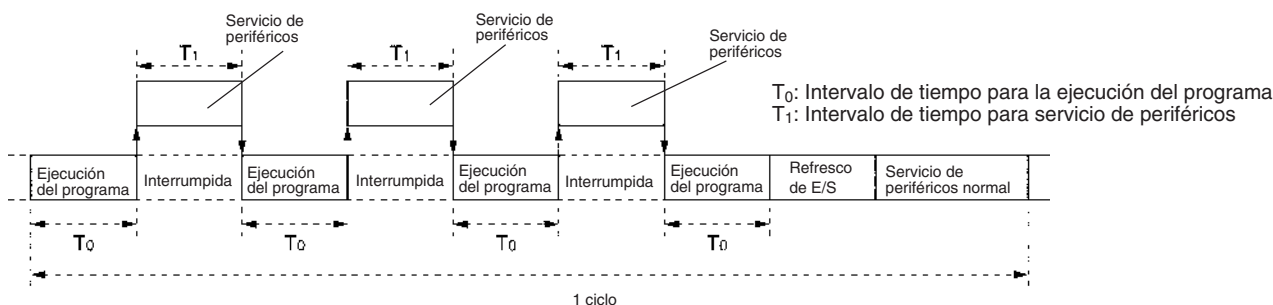 Servicio de
periféricos
Servicio de
periféricos
Servicio de
periféricos
T1
T1
T1
T0: Intervalo de tiempo para la ejecución del programa
T1: Intervalo de tiempo para servicio de periféricos
Ejecución
del programa
Interrumpida
Ejecución
del programa
Interrumpida
Ejecución
del programa
Interrumpida
Ejecución
del programa
Refresco
de E/S
Servicio de
periféricos normal
T0
T0
T0
T0
1 ciclo